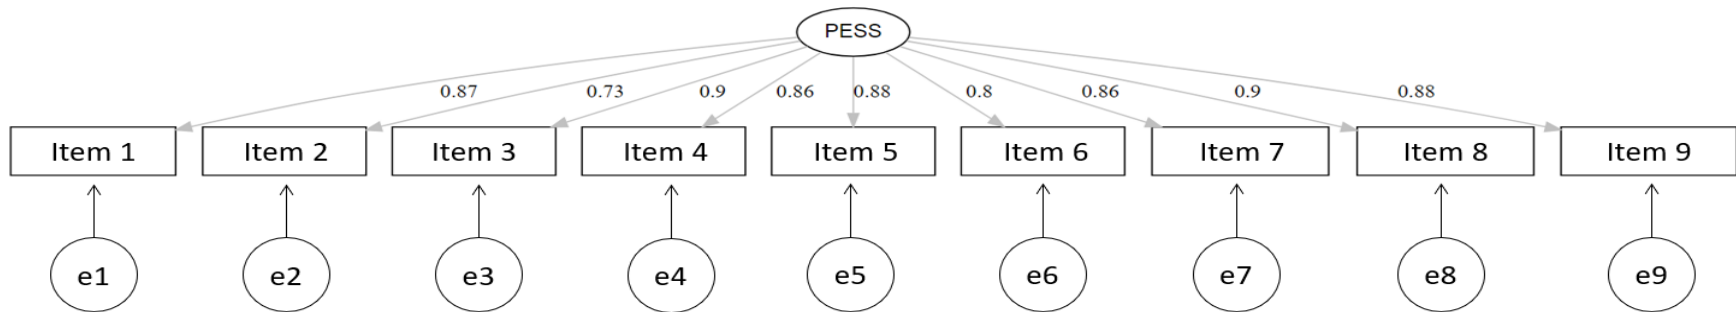 PESS
0.87 0.73 0.9 0.86 0.88 0.8 0.86 0.9 0.88
Item 1 Item 2 Item 3 Item 4 Item 5 Item 6 Item 7 Item 8 Item 9
e1 e2 e3 e4 e5 e6 e7 e8 e9